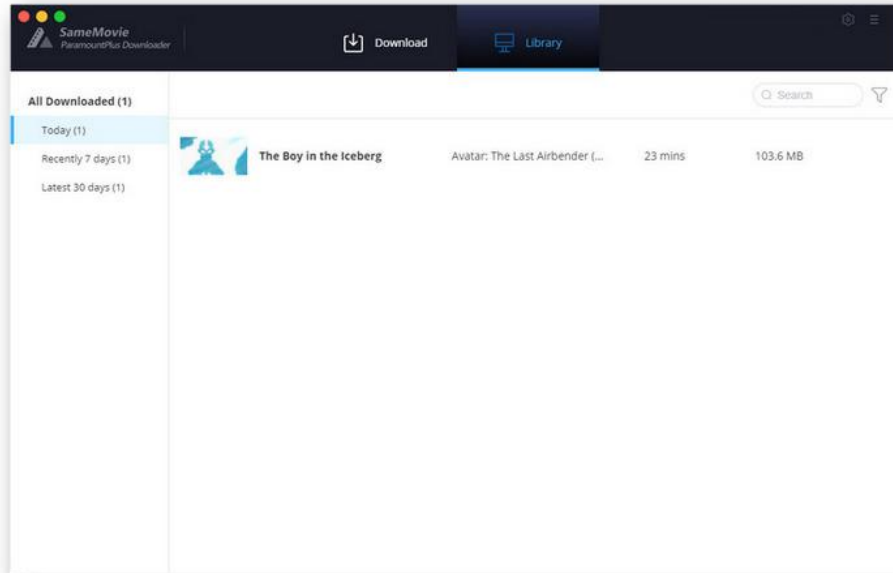 SameMovie
ParamountPlus Downloader
Download
Library
All Downloaded (1)
Search
Today (1)
Recently 7 days (1)
Latest 30 days (1)
The Boy in the Iceberg Avatar: The Last Airbender (... 23 mins 103.6 MB